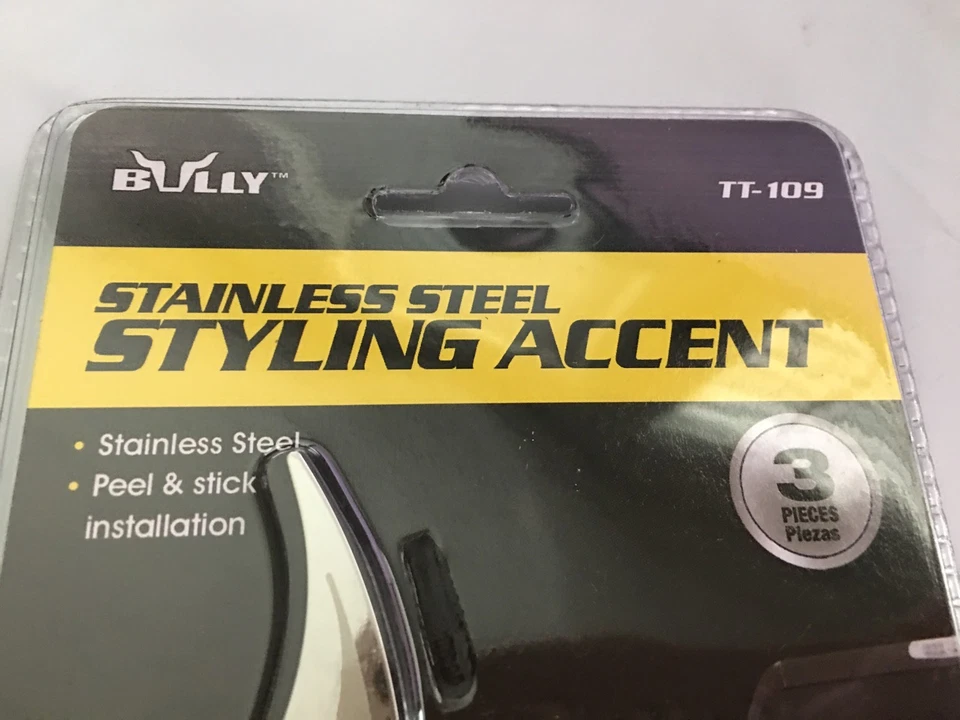 BULLY™
TT-109
STAINLESS STEEL
STYLING ACCENT
• Stainless Steel
• Peel & stick
installation
3
PIECES
Piezas